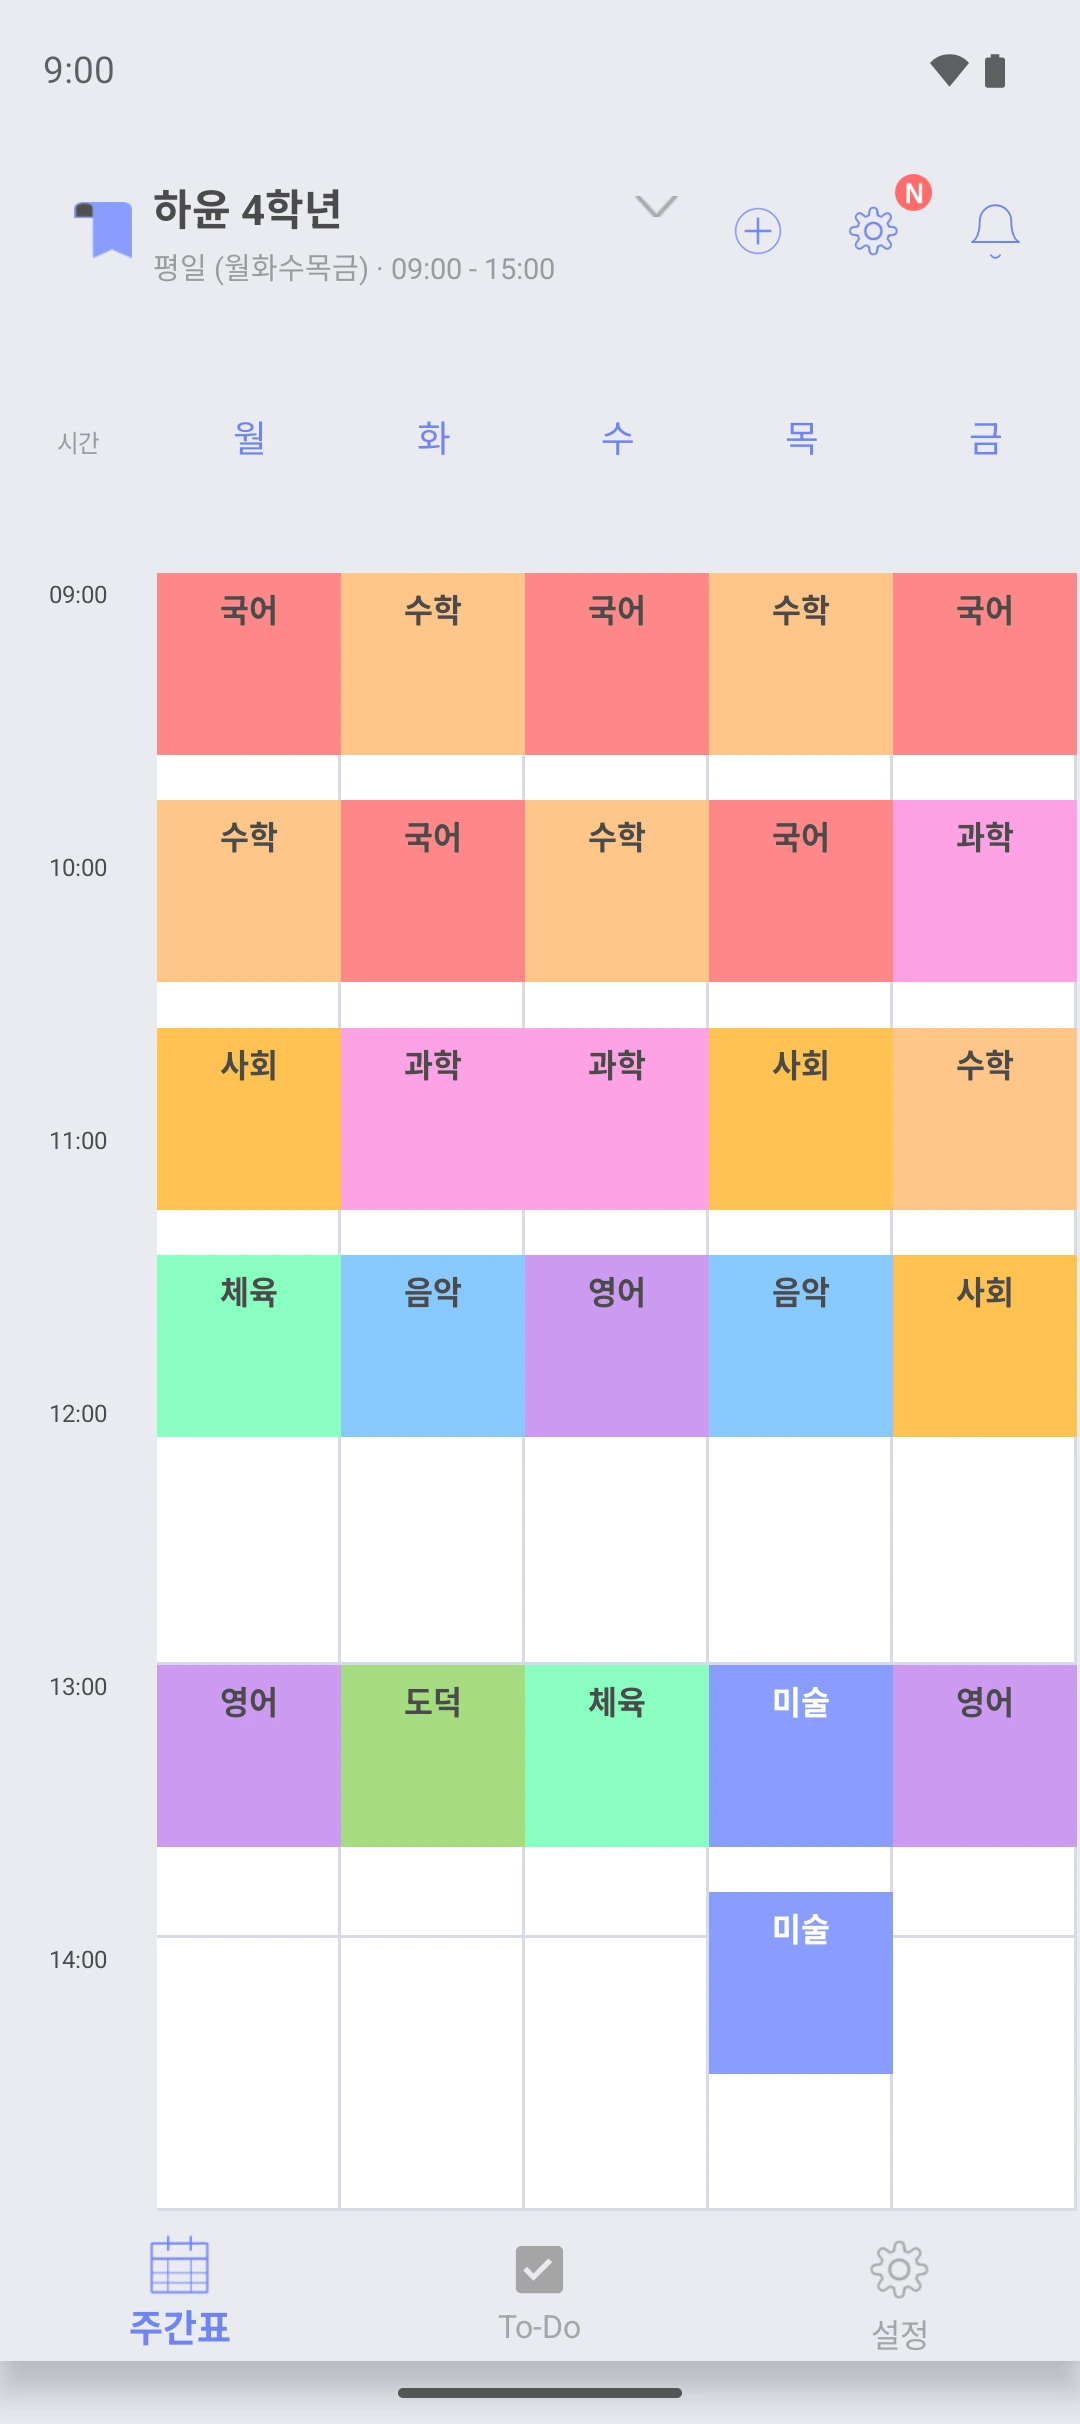 9:00
하윤 4학년
N
평일 (월화수목금) · 09:00 - 15:00
시간 월 화 수 목 금
09:00 국어 수학 국어 수학 국어
수학 국어 수학 국어 과학
10:00
사회 과학 과학 사회 수학
11:00
체육 음악 영어 음악 사회
12:00
13:00 영어 도덕 체육 미술 영어
미술
14:00
주간표 To-Do 설정